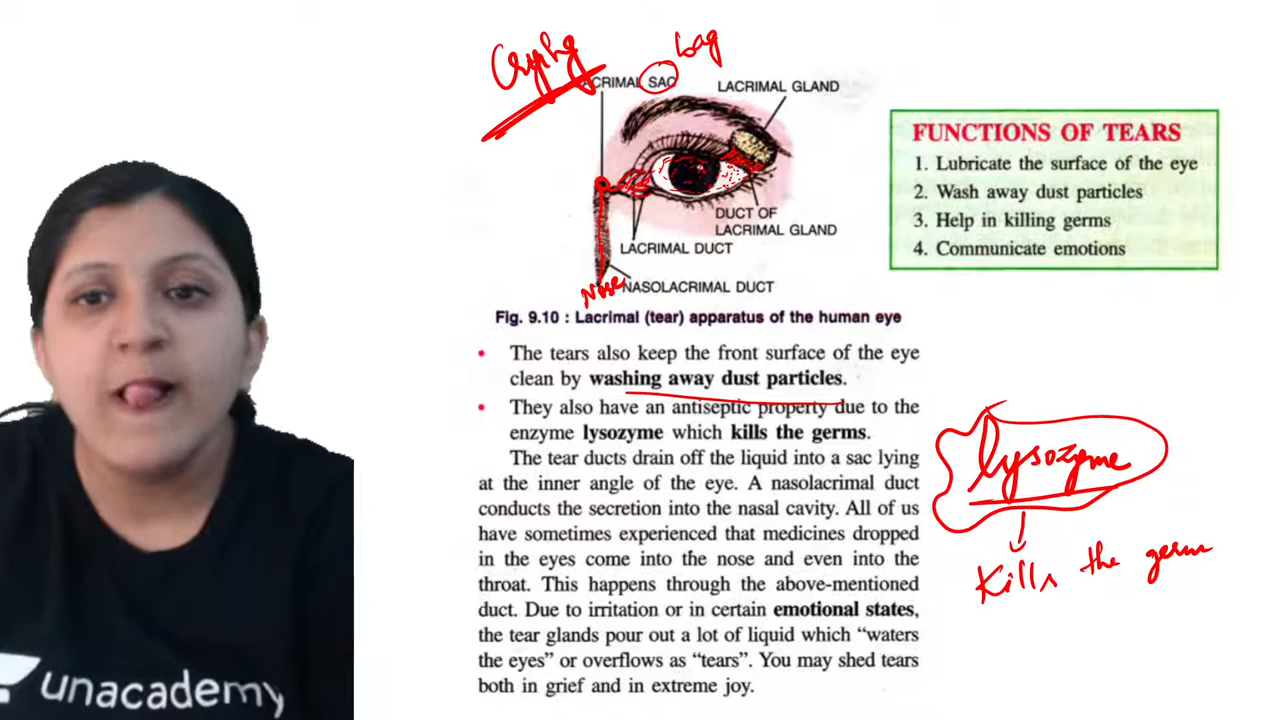 Crying
bag
LACRIMAL SAC
LACRIMAL GLAND
DUCT OF
LACRIMAL GLAND
LACRIMAL DUCT
Nose
NASOLACRIMAL DUCT
Fig. 9.10 : Lacrimal (tear) apparatus of the human eye
FUNCTIONS OF TEARS
1. Lubricate the surface of the eye
2. Wash away dust particles
3. Help in killing germs
4. Communicate emotions
• The tears also keep the front surface of the eye
clean by washing away dust particles.
• They also have an antiseptic property due to the
enzyme lysozyme which kills the germs.
The tear ducts drain off the liquid into a sac lying
at the inner angle of the eye. A nasolacrimal duct
conducts the secretion into the nasal cavity. All of us
have sometimes experienced that medicines dropped
in the eyes come into the nose and even into the
throat. This happens through the above-mentioned
duct. Due to irritation or in certain emotional states,
the tear glands pour out a lot of liquid which “waters
the eyes” or overflows as “tears”. You may shed tears
both in grief and in extreme joy.
lysozyme
Kills the germ
unacademy